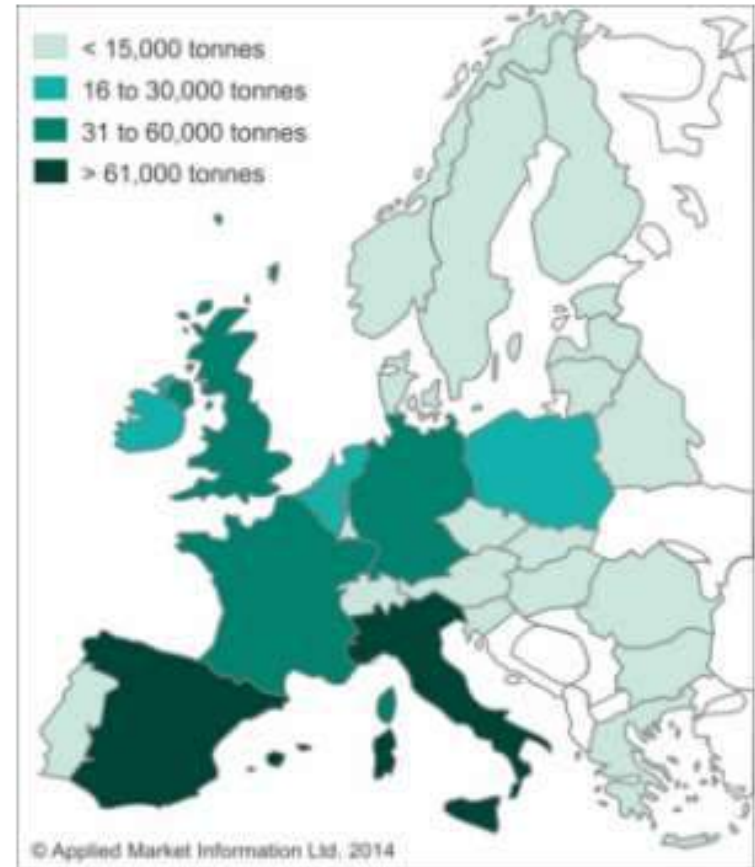 < 15,000 tonnes
16 to 30,000 tonnes
31 to 60,000 tonnes
> 61,000 tonnes
© Applied Market Information Ltd. 2014